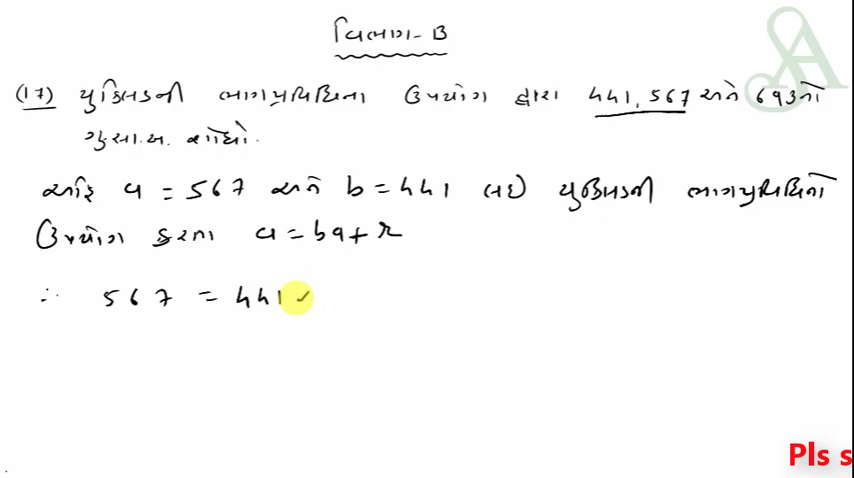 વિભાગ-B
(17) યુક્લિડની ભાગપ્રવિધિના ઉપયોગ દ્વારા 441, 567 અને 693નો
ગુ.સા.અ. શોધો.
અહિં a = 567 અને b = 441 લઈ યુક્લિડની ભાગપ્રવિધિનો
ઉપયોગ કરતા a = bq + r
∴ 567 = 441
Pls s